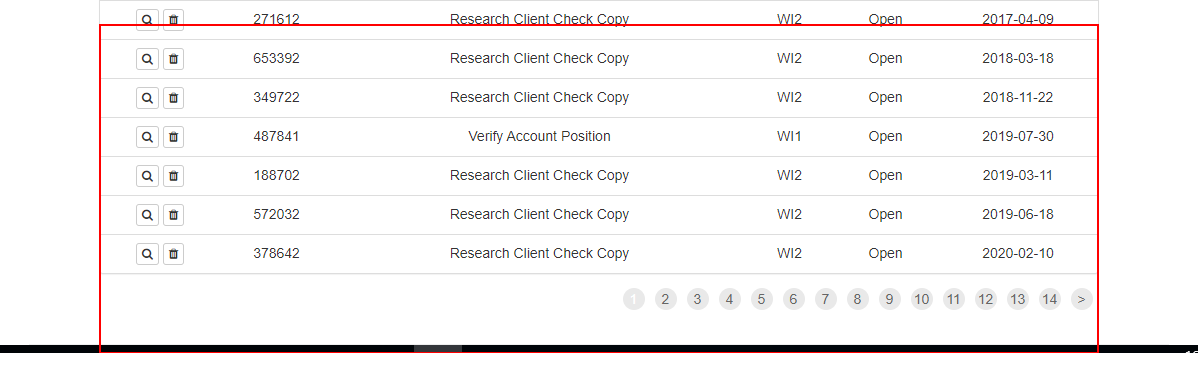 271612 Research Client Check Copy WI2 Open 2017-04-09
653392 Research Client Check Copy WI2 Open 2018-03-18
349722 Research Client Check Copy WI2 Open 2018-11-22
487841 Verify Account Position WI1 Open 2019-07-30
188702 Research Client Check Copy WI2 Open 2019-03-11
572032 Research Client Check Copy WI2 Open 2019-06-18
378642 Research Client Check Copy WI2 Open 2020-02-10
1 2 3 4 5 6 7 8 9 10 11 12 13 14 >